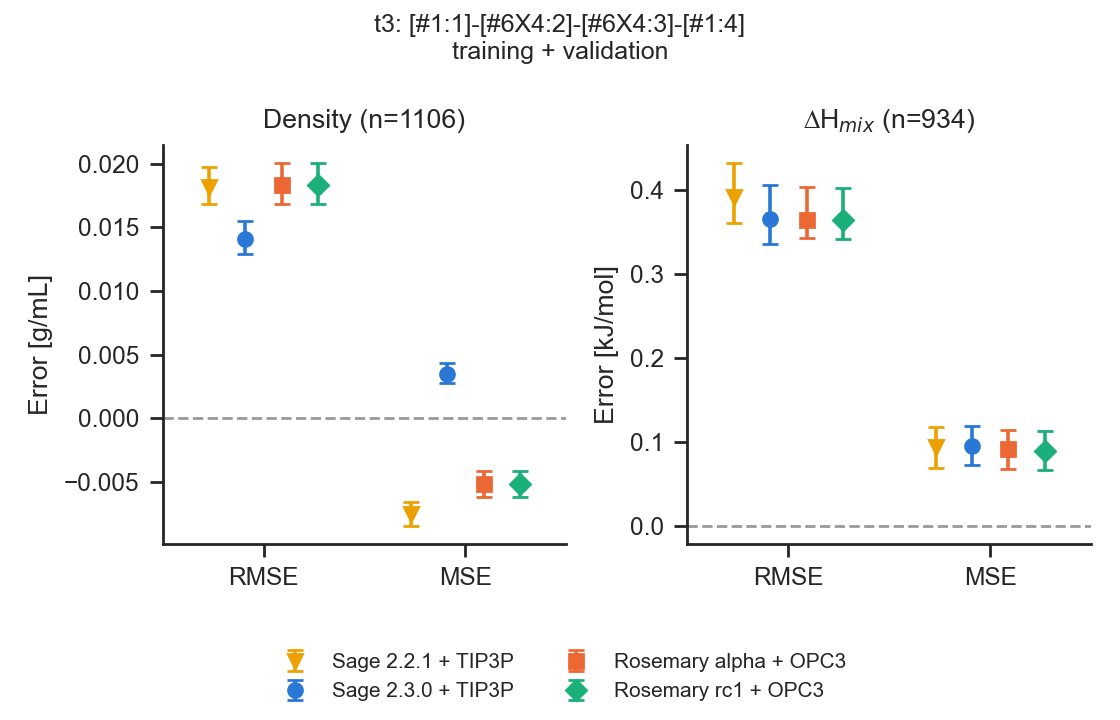 t3: [#1:1]-[#6X4:2]-[#6X4:3]-[#1:4]
training + validation
Density (n=1106)
Error [g/mL]
0.020
0.015
0.010
0.005
0.000
−0.005
RMSE
MSE
ΔHmix (n=934)
Error [kJ/mol]
0.4
0.3
0.2
0.1
0.0
RMSE
MSE
Sage 2.2.1 + TIP3P
Sage 2.3.0 + TIP3P
Rosemary alpha + OPC3
Rosemary rc1 + OPC3